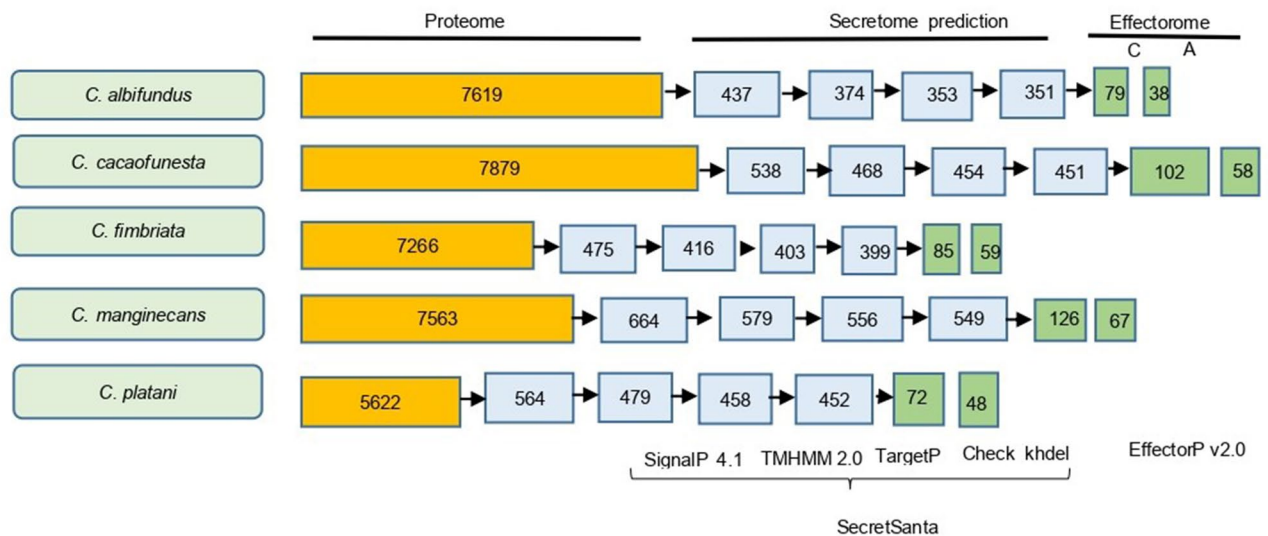 Proteome Secretome prediction Effectorome
C A
C. albifundus 7619 437 374 353 351 79 38
C. cacaofunesta 7879 538 468 454 451 102 58
C. fimbriata 7266 475 416 403 399 85 59
C. manginecans 7563 664 579 556 549 126 67
C. platani 5622 564 479 458 452 72 48
SignalP 4.1 TMHMM 2.0 TargetP Check khdel EffectorP v2.0
SecretSanta